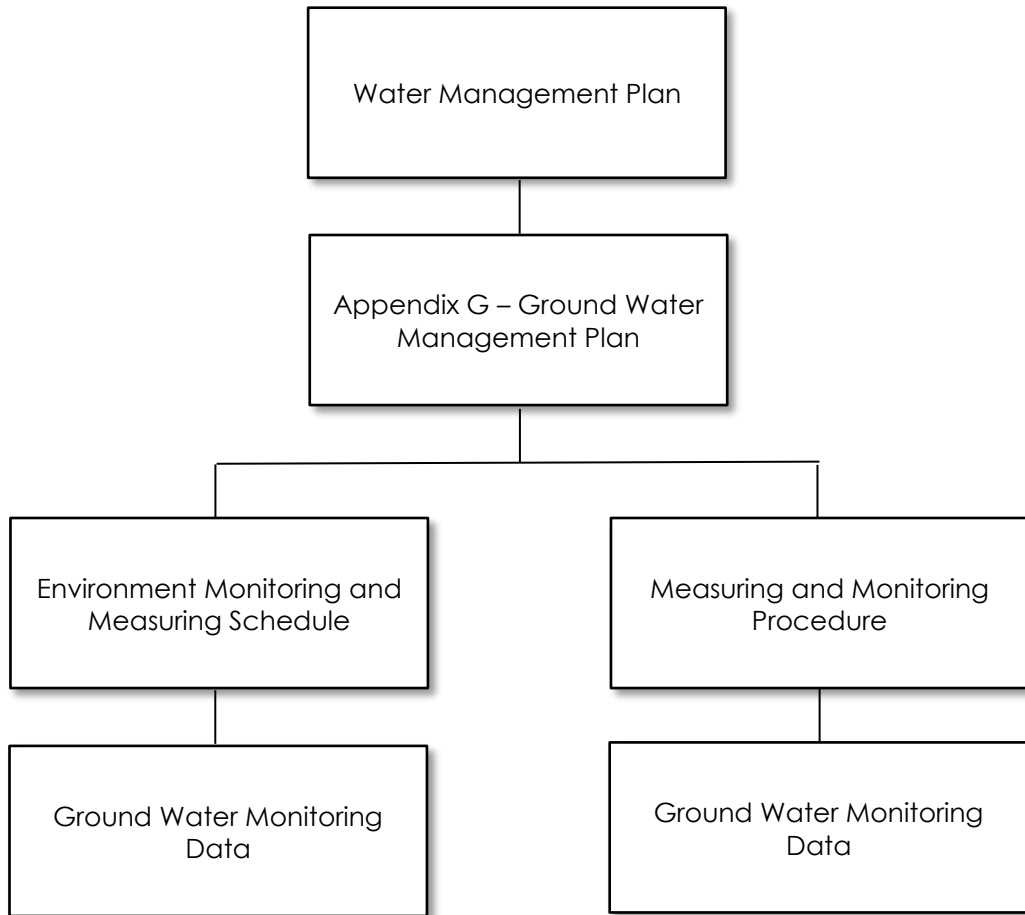 Water Management Plan
Appendix G – Ground Water
Management Plan
Environment Monitoring and
Measuring Schedule
Measuring and Monitoring
Procedure
Ground Water Monitoring
Data
Ground Water Monitoring
Data